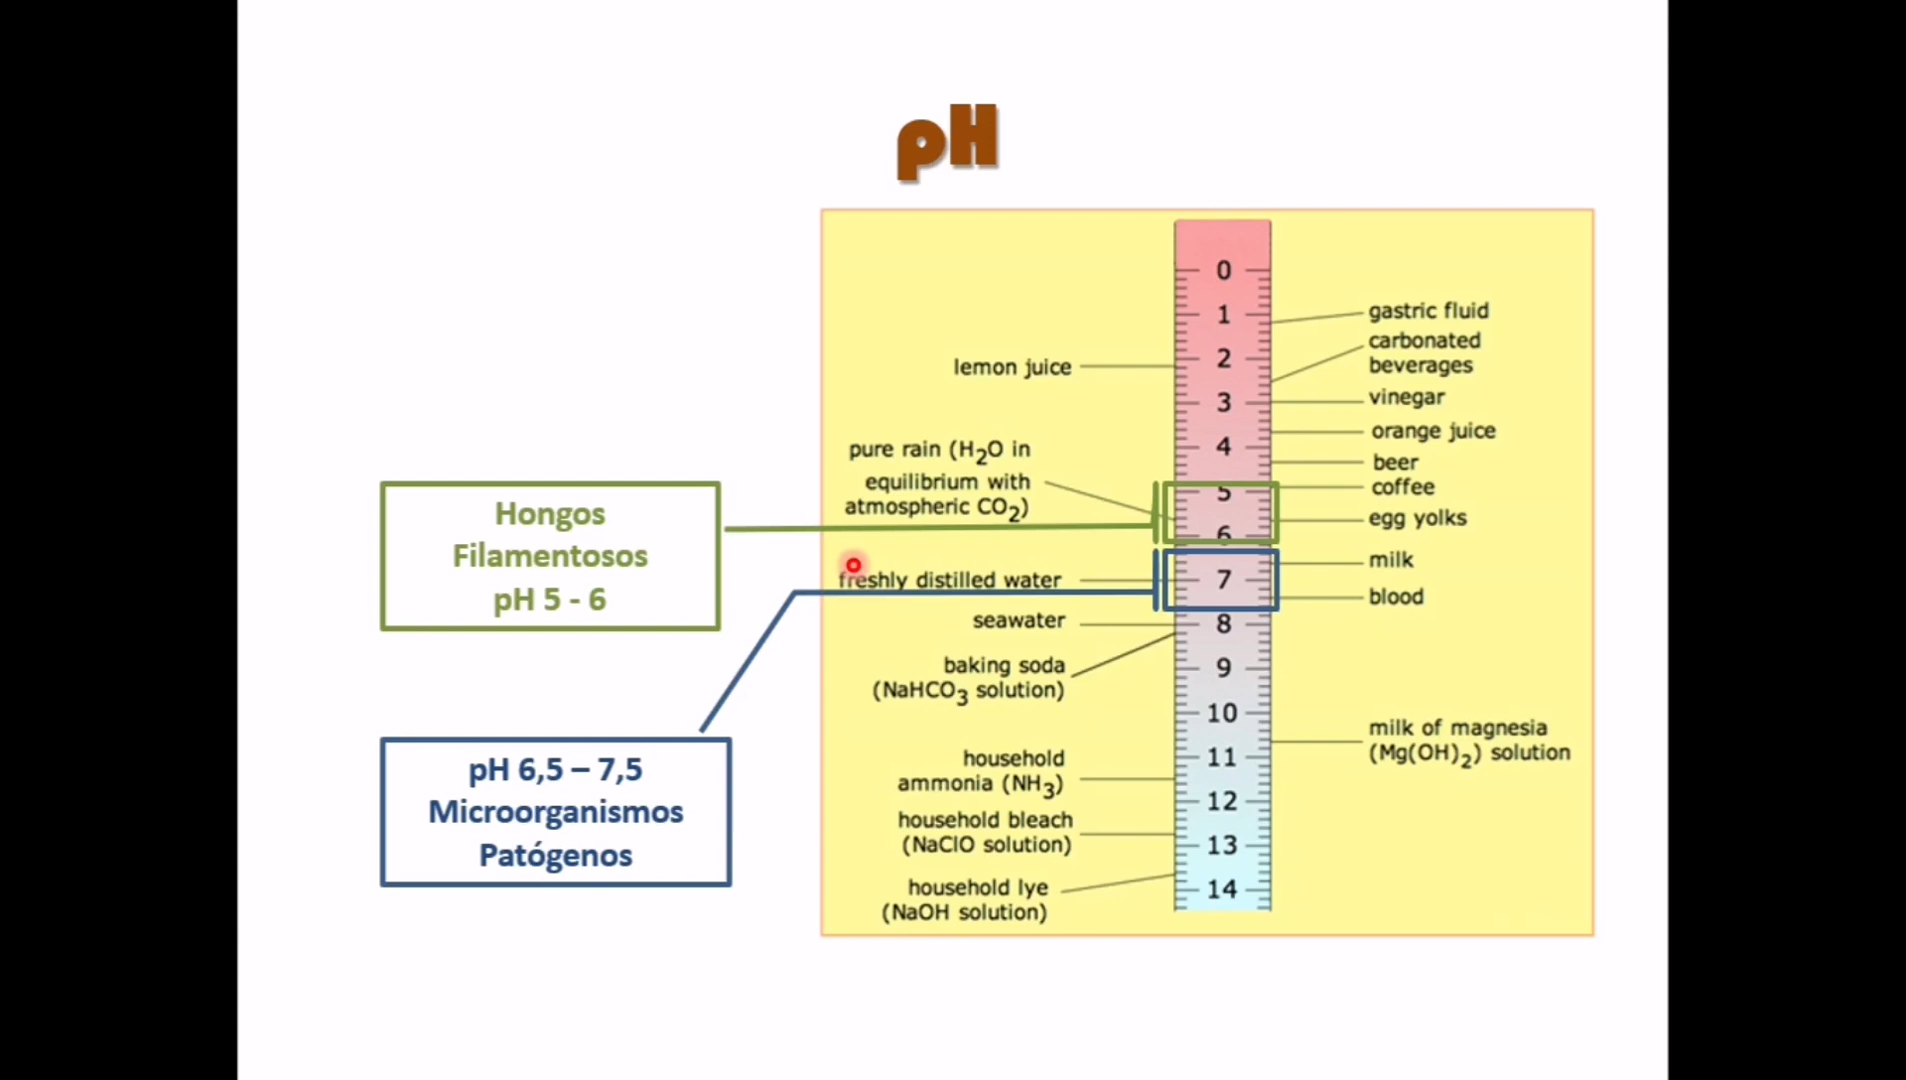 pH
Hongos
Filamentosos
pH 5 - 6
pH 6,5 – 7,5
Microorganismos
Patógenos
lemon juice
pure rain (H₂O in
equilibrium with
atmospheric CO₂)
freshly distilled water
seawater
baking soda
(NaHCO₃ solution)
household
ammonia (NH₃)
household bleach
(NaClO solution)
household lye
(NaOH solution)
0
1
2
3
4
5
6
7
8
9
10
11
12
13
14
gastric fluid
carbonated
beverages
vinegar
orange juice
beer
coffee
egg yolks
milk
blood
milk of magnesia
(Mg(OH)₂) solution